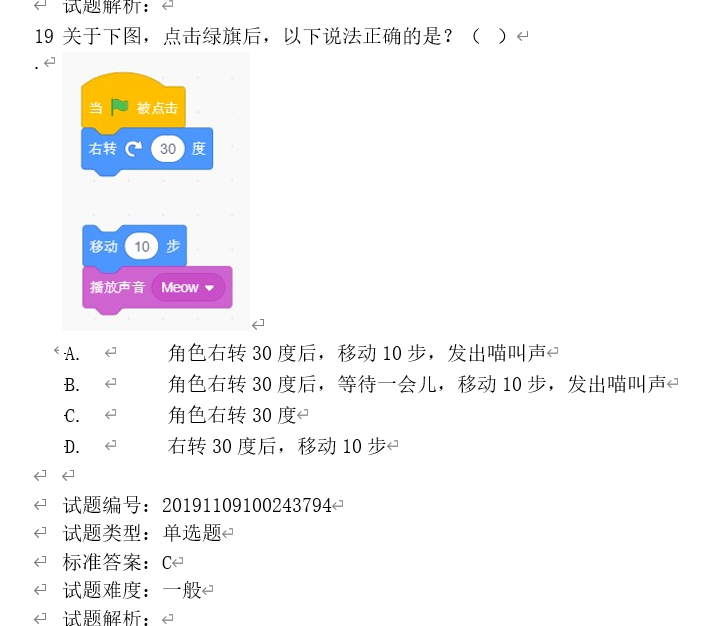 试题解析：
19 关于下图，点击绿旗后，以下说法正确的是？（ ）
.
当 被点击
右转 30 度
移动 10 步
播放声音 Meow
A. 角色右转 30 度后，移动 10 步，发出喵叫声
B. 角色右转 30 度后，等待一会儿，移动 10 步，发出喵叫声
C. 角色右转 30 度
D. 右转 30 度后，移动 10 步
试题编号：20191109100243794
试题类型：单选题
标准答案：C
试题难度：一般
试题解析：